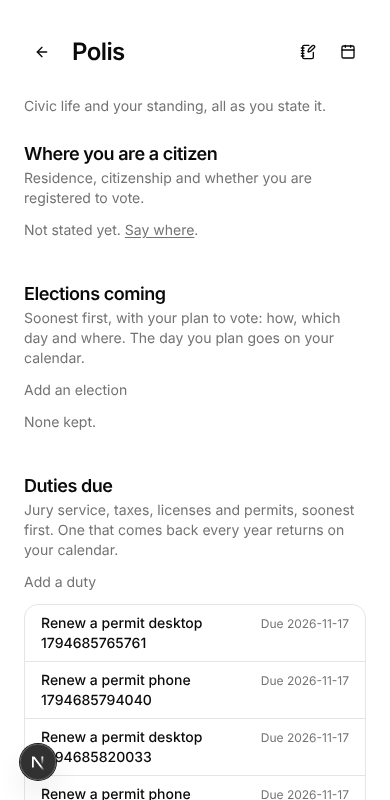 Polis
Civic life and your standing, all as you state it.
Where you are a citizen
Residence, citizenship and whether you are
registered to vote.
Not stated yet. Say where.
Elections coming
Soonest first, with your plan to vote: how, which
day and where. The day you plan goes on your
calendar.
Add an election
None kept.
Duties due
Jury service, taxes, licenses and permits, soonest
first. One that comes back every year returns on
your calendar.
Add a duty
Renew a permit desktop Due 2026-11-17
1794685765761
Renew a permit phone Due 2026-11-17
1794685794040
Renew a permit desktop Due 2026-11-17
N 94685820033
Renew a permit phone Due 2026-11-17